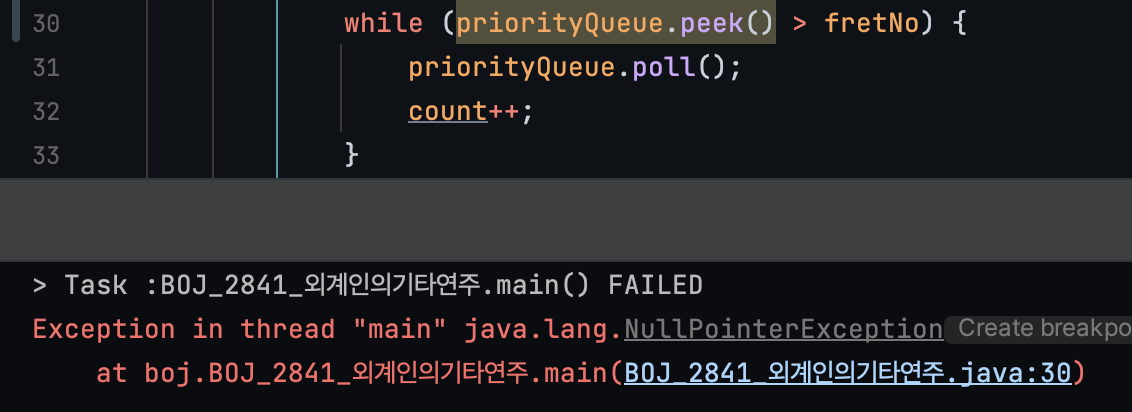 30 while (priorityQueue.peek() > fretNo) {
31 priorityQueue.poll();
32 count++;
33 }
> Task :BOJ_2841_외계인의기타연주.main() FAILED
Exception in thread "main" java.lang.NullPointerException Create breakpo
at boj.BOJ_2841_외계인의기타연주.main(BOJ_2841_외계인의기타연주.java:30)